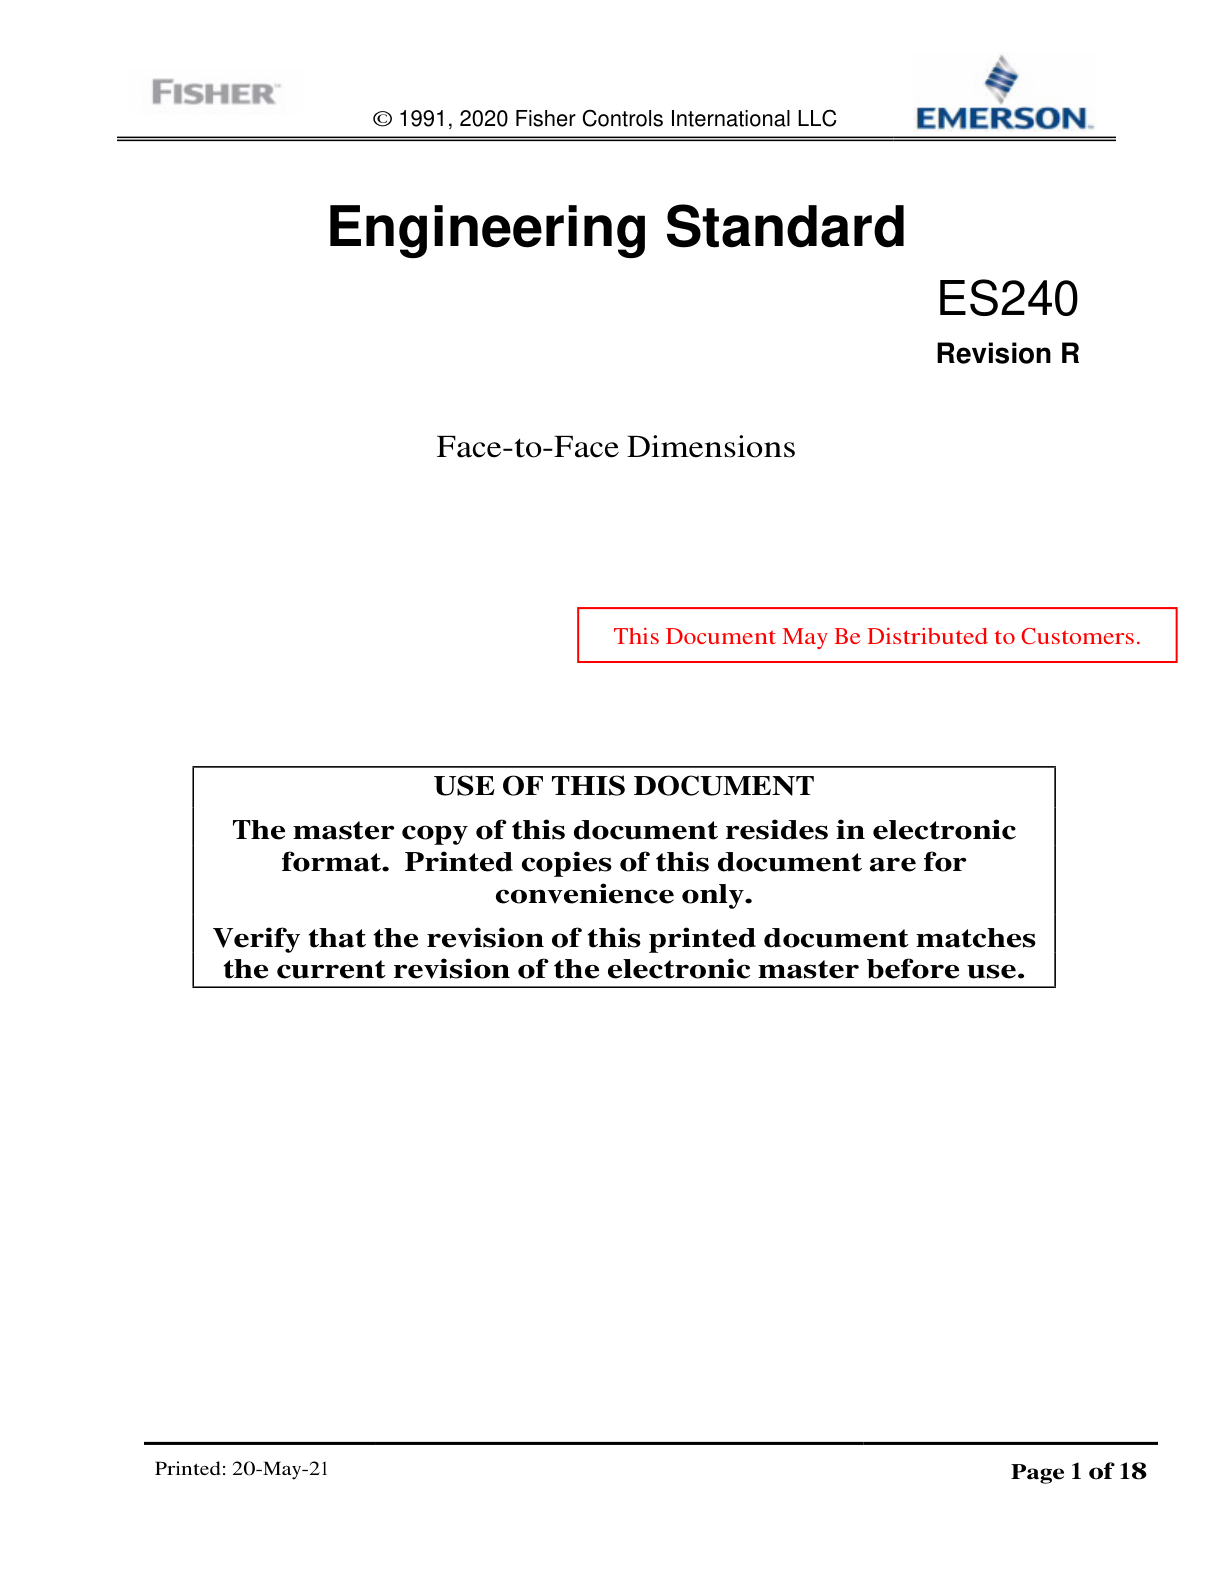 FISHER™
© 1991, 2020 Fisher Controls International LLC
EMERSON™
Engineering Standard
ES240
Revision R
Face-to-Face Dimensions
This Document May Be Distributed to Customers.
USE OF THIS DOCUMENT
The master copy of this document resides in electronic
format. Printed copies of this document are for
convenience only.
Verify that the revision of this printed document matches
the current revision of the electronic master before use.
Printed: 20-May-21
Page 1 of 18